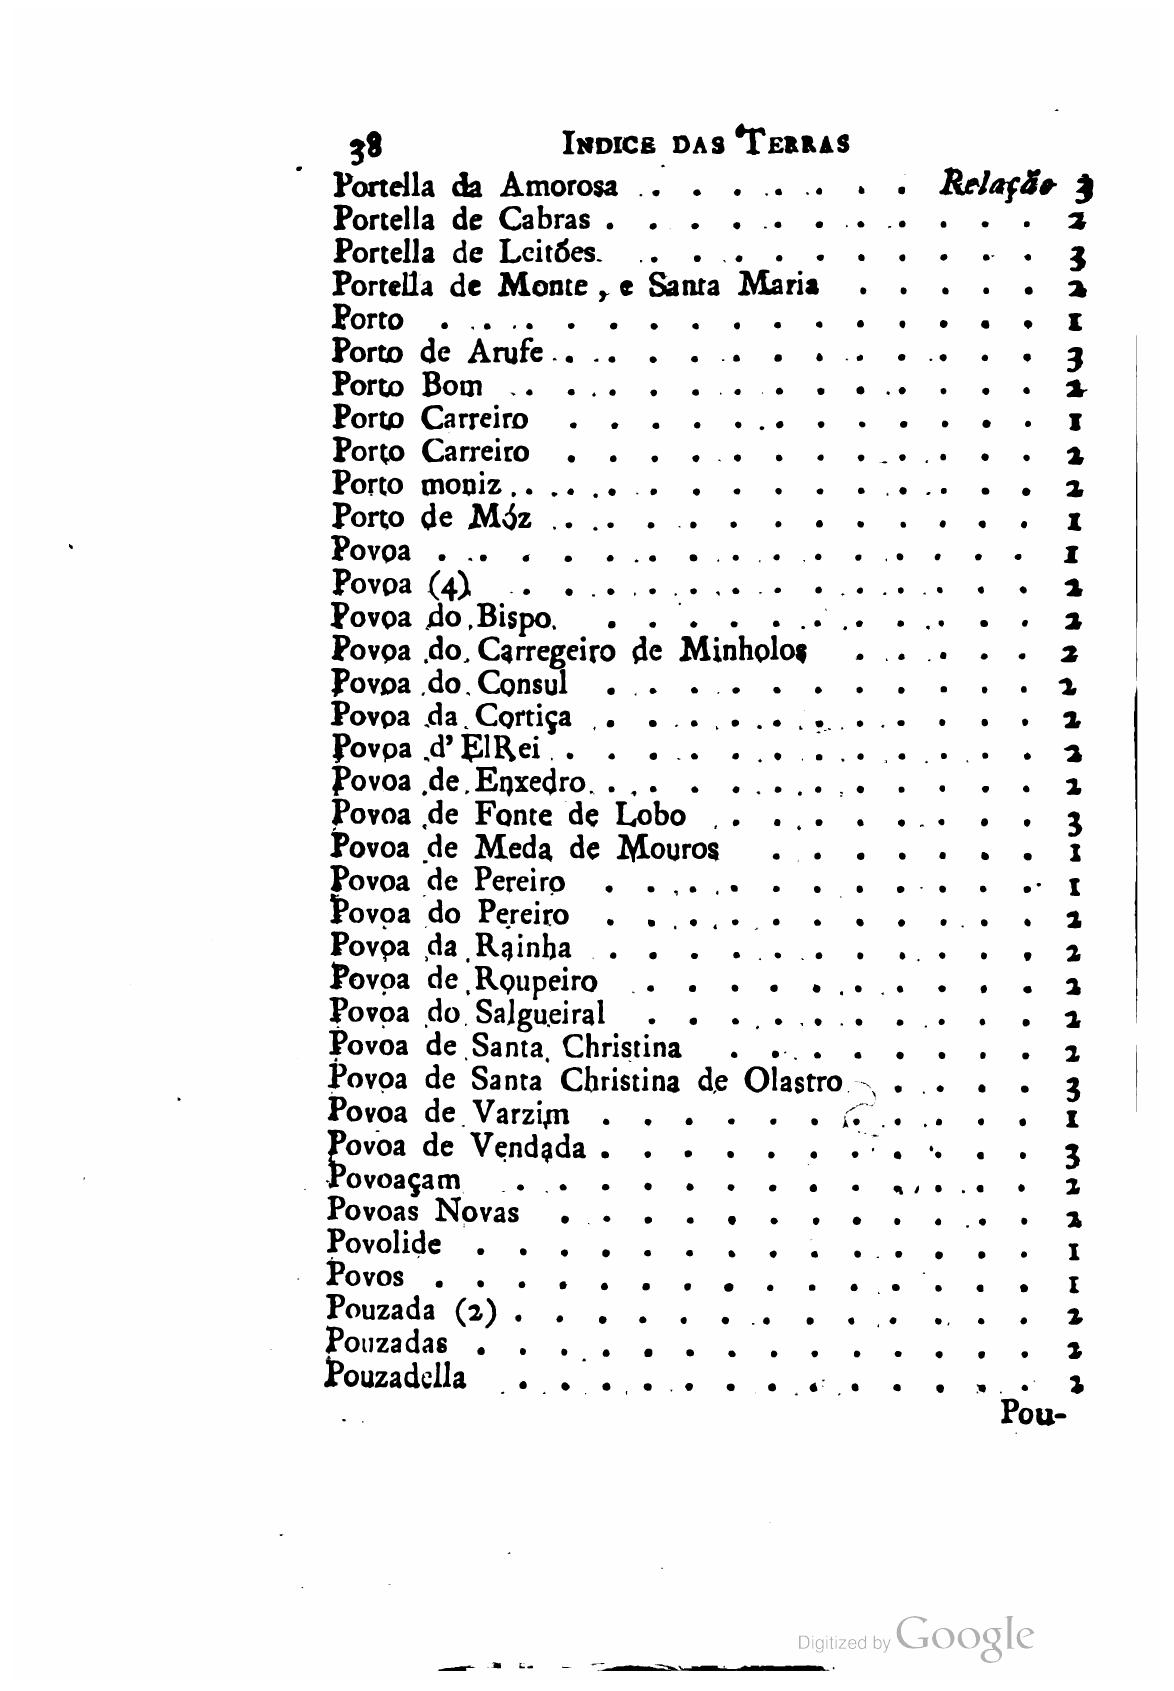 38 INDICE DAS TERRAS
Portella da Amorosa . . . . . . . . Relação 3
Portella de Cabras . . . . . . . . . . . 2
Portella de Leitões . . . . . . . . . . . 3
Portella de Monte, e Santa Maria . . . . . 2
Porto . . . . . . . . . . . . . . . 1
Porto de Arufe . . . . . . . . . . . . 3
Porto Bom . . . . . . . . . . . . . 2
Porto Carreiro . . . . . . . . . . . . 1
Porto Carreiro . . . . . . . . . . . . 2
Porto moniz . . . . . . . . . . . . . 2
Porto de Móz . . . . . . . . . . . . 1
Povoa . . . . . . . . . . . . . . . 1
Povoa (4) . . . . . . . . . . . . . 2
Povoa do Bispo . . . . . . . . . . . 2
Povoa do Carregeiro de Minholos . . . . . 2
Povoa do Consul . . . . . . . . . . . 2
Povoa da Cortiça . . . . . . . . . . . 2
Povoa d' ElRei . . . . . . . . . . . . 2
Povoa de Enxedro . . . . . . . . . . . 2
Povoa de Fonte de Lobo . . . . . . . . 3
Povoa de Meda de Mouros . . . . . . . 1
Povoa de Pereiro . . . . . . . . . . . 1
Povoa do Pereiro . . . . . . . . . . . 2
Povoa da Rainha . . . . . . . . . . . 2
Povoa de Roupeiro . . . . . . . . . . 2
Povoa do Salgueiral . . . . . . . . . . 2
Povoa de Santa Christina . . . . . . . . 2
Povoa de Santa Christina de Olastro . . . . 3
Povoa de Varzim . . . . . . . . . . . 1
Povoa de Vendada . . . . . . . . . . . 3
Povoaçam . . . . . . . . . . . . . 2
Povoas Novas . . . . . . . . . . . . 2
Povolide . . . . . . . . . . . . . . 1
Povos . . . . . . . . . . . . . . . 1
Pouzada (2) . . . . . . . . . . . . . 2
Pouzadas . . . . . . . . . . . . . . 2
Pouzadella . . . . . . . . . . . . . 2
Pou-
Digitized by Google